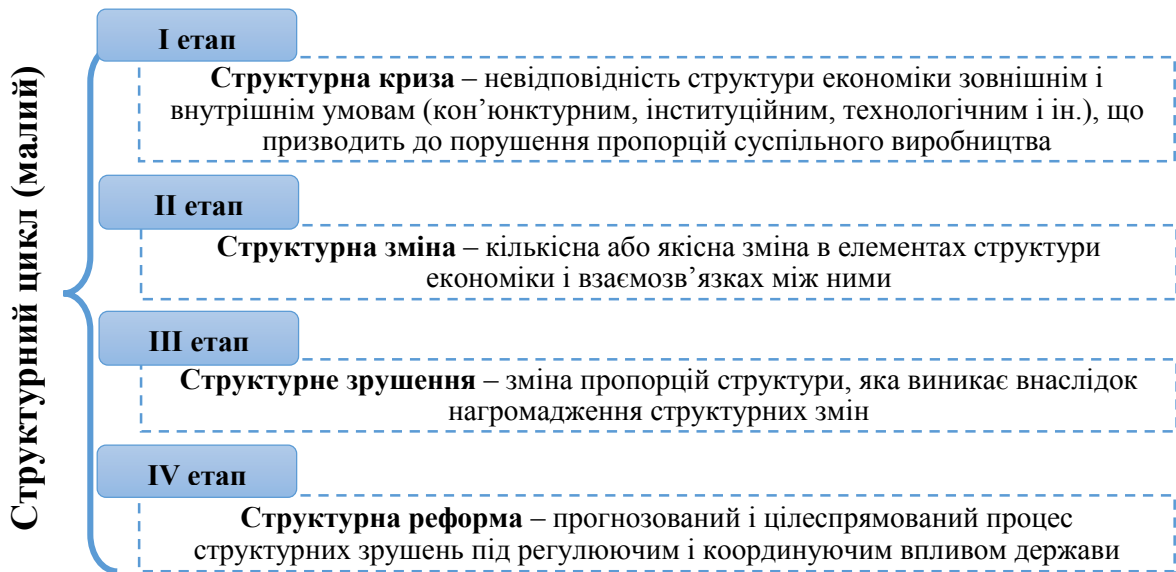 Структурний цикл (малий)
I етап
Структурна криза – невідповідність структури економіки зовнішнім і
внутрішнім умовам (кон’юнктурним, інституційним, технологічним і ін.), що
призводить до порушення пропорцій суспільного виробництва
II етап
Структурна зміна – кількісна або якісна зміна в елементах структури
економіки і взаємозв’язках між ними
III етап
Структурне зрушення – зміна пропорцій структури, яка виникає внаслідок
нагромадження структурних змін
IV етап
Структурна реформа – прогнозований і цілеспрямований процес
структурних зрушень під регулюючим і координуючим впливом держави